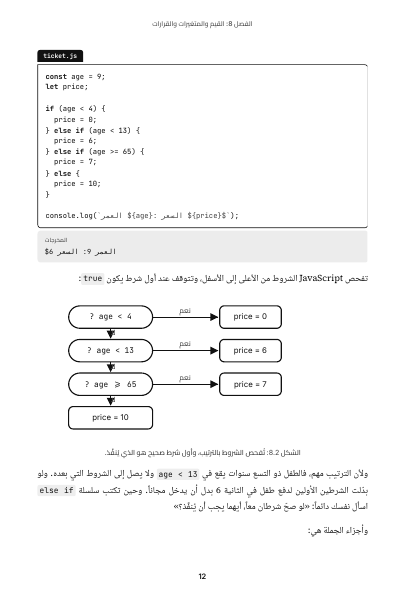 الفصل 8: القيم والمتغيرات والقرارات
ticket.js
const age = 9;
let price;
if (age < 4) {
price = 0;
} else if (age < 13) {
price = 6;
} else if (age >= 65) {
price = 7;
} else {
price = 10;
}
console.log(`العمر ${age}: السعر ${price}$`);
المخرجات
العمر 9: السعر 6$
تفحص JavaScript الشروط من الأعلى إلى الأسفل، وتتوقف عند أول شرط يكون true:
age < 4 ?
نعم
price = 0
لا
age < 13 ?
نعم
price = 6
لا
age ⩾ 65 ?
نعم
price = 7
لا
price = 10
الشكل 8.2: تُفحص الشروط بالترتيب، وأول شرط صحيح هو الذي يُنفَّذ.
ولأن الترتيب مهم، فالطفل ذو التسع سنوات يقع في age < 13 ولا يصل إلى الشروط التي بعده. ولو
بدّلت الشرطين الأولين لدفع طفل في الثانية 6 بدل أن يدخل مجاناً. وحين تكتب سلسلة else if
اسأل نفسك دائماً: «لو صحّ شرطان معاً، أيهما يجب أن يُنفَّذ؟»
وأجزاء الجملة هي:
12